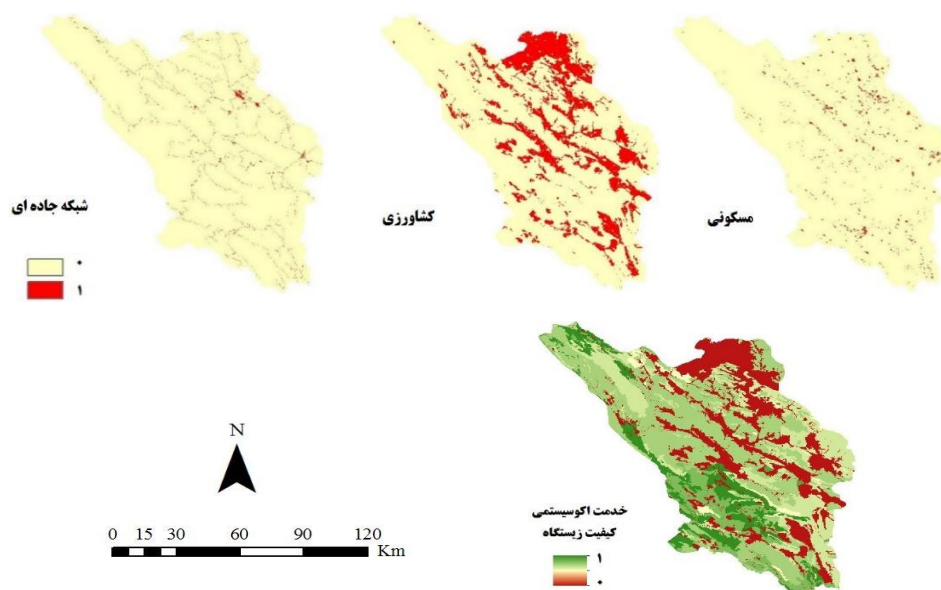 شبکه جاده ای
۰
۱
کشاورزی
مسکونی
N
0 15 30 60 90 120
Km
خدمت اکوسیستمی
کیفیت زیستگاه
۱
۰